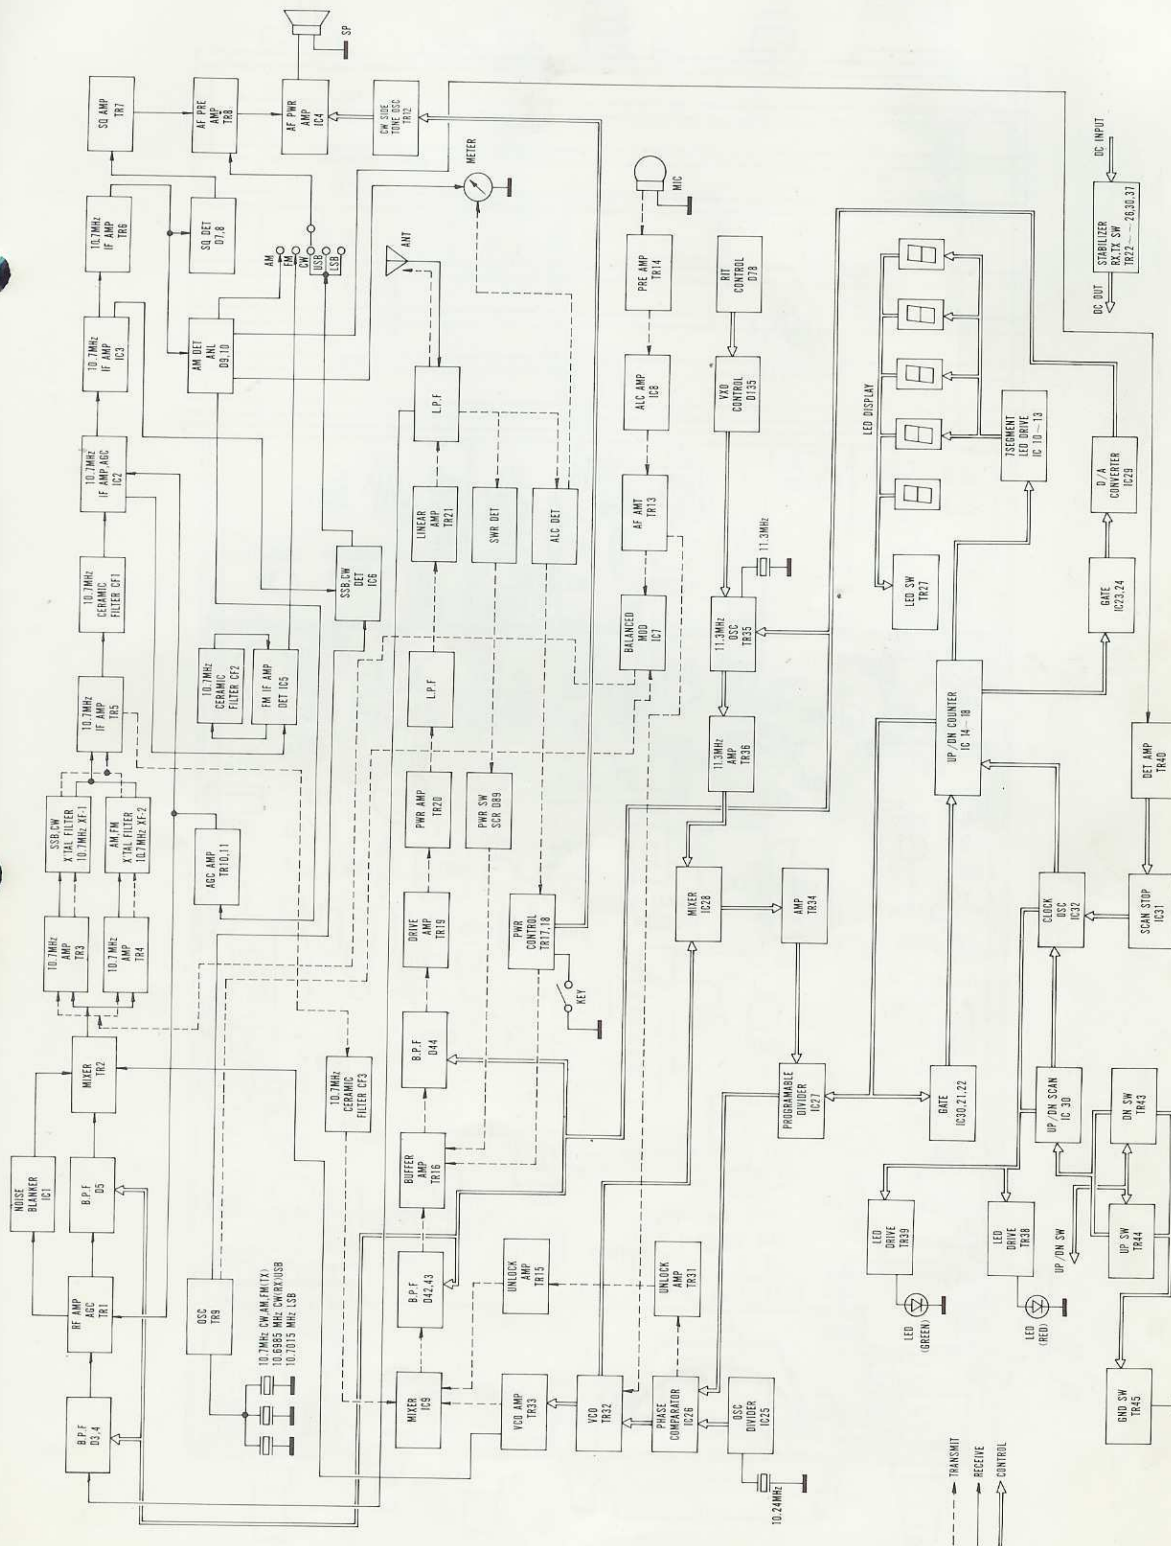 SP
SQ AMP
TR7
AF PRE
AMP
TR8
AF PWR
AMP
IC4
CW SIDE
TONE OSC
TR12
METER
10.7MHz
IF AMP
TR6
SQ DET
D7,8
AM
FM
CW
USB
LSB
10.7MHz
IF AMP
IC3
AM DET
ANL
D9,10
ANT
L.P.F
10.7MHz
IF AMP,AGC
IC2
LINEAR
AMP
TR21
SWR DET
ALC DET
10.7MHz
CERAMIC
FILTER CF1
SSB,CW
DET
IC6
10.7MHz
CERAMIC
FILTER CF2
FM IF AMP
DET IC5
L.P.F
10.7MHz
IF AMP
TR5
SSB,CW
X'TAL FILTER
10.7MHz XF-1
AM,FM
X'TAL FILTER
10.7MHz XF-2
AGC AMP
TR10,11
PWR AMP
TR20
PWR SW
SCR D89
10.7MHz
AMP
TR3
10.7MHz
AMP
TR4
DRIVE
AMP
TR19
PWR
CONTROL
TR17,18
KEY
MIXER
TR2
10.7MHz
CERAMIC
FILTER CF3
B.P.F
D44
NOISE
BLANKER
IC1
B.P.F
D5
BUFFER
AMP
TR16
RF AMP
AGC
TR1
OSC
TR9
B.P.F
D42,43
UNLOCK
AMP
TR15
UNLOCK
AMP
TR31
10.7MHz CW,AM,FM(TX)
10.6985 MHz CW(RX)USB
10.7015 MHz LSB
B.P.F
D3,4
MIXER
IC9
VCO AMP
TR33
VCO
TR32
PHASE
COMPARATOR
IC26
OSC
DIVIDER
IC25
10.24MHz
MIC
PRE AMP
TR14
RIT
CONTROL
D78
ALC AMP
IC8
VXO
CONTROL
D135
AF AMT
TR13
11.3MHz
BALANCED
MOD
IC7
11.3MHz
OSC
TR35
11.3MHz
AMP
TR36
MIXER
IC28
AMP
TR34
PROGRAMABLE
DIVIDER
IC27
DC INPUT
STABILIZER
RX,TX SW
TR22~~26,30,37
DC OUT
LED DISPLAY
7SEGMENT
LED DRIVE
IC 10~13
D/A
CONVERTER
IC29
LED SW
TR27
GATE
IC23,24
UP/DN COUNTER
IC 14~18
DET AMP
TR40
CLOCK
OSC
IC32
SCAN STOP
IC31
GATE
IC30,21,22
UP/DN SCAN
IC 30
DN SW
TR43
LED
DRIVE
TR39
LED
DRIVE
TR38
UP/DN SW
UP SW
TR44
LED
(GREEN)
LED
(RED)
GND SW
TR45
TRANSMIT
RECEIVE
CONTROL